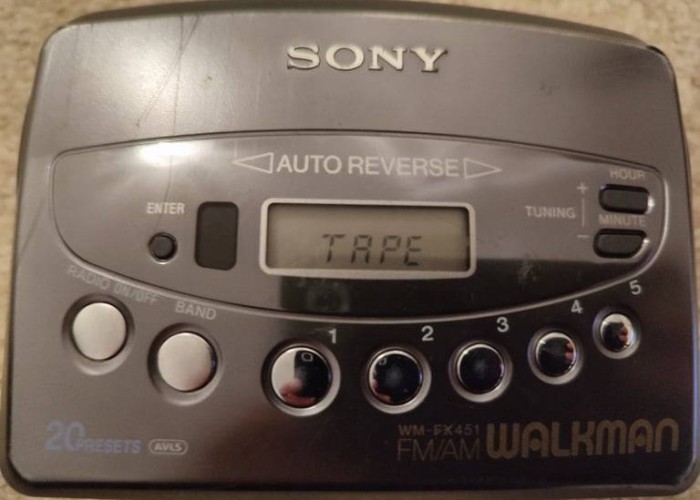 SONY
AUTO REVERSE
HOUR
ENTER
+
TUNING
MINUTE
−
TAPE
RADIO ON/OFF
BAND
1
2
3
4
5
20 PRESETS
AVLS
WM-FX451
FM/AM WALKMAN